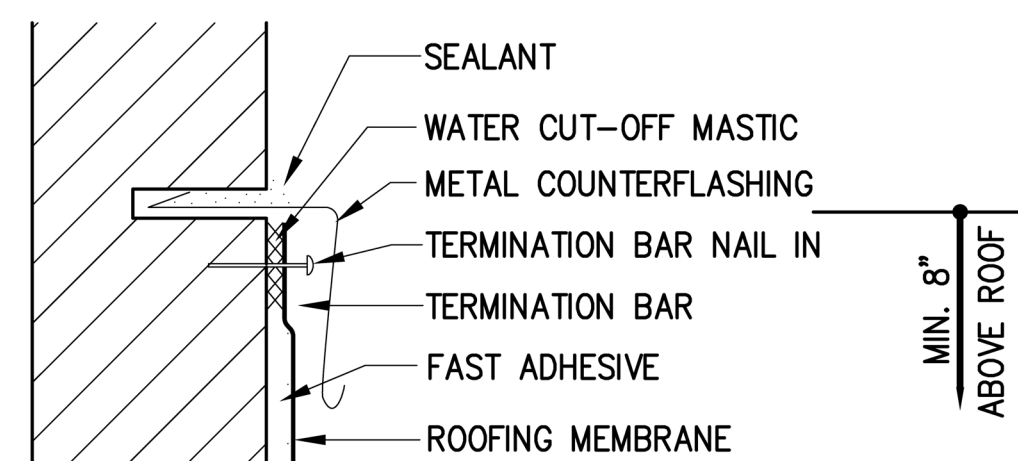 SEALANT
WATER CUT-OFF MASTIC
METAL COUNTERFLASHING
TERMINATION BAR NAIL IN
TERMINATION BAR
FAST ADHESIVE
ROOFING MEMBRANE
MIN. 8"
ABOVE ROOF